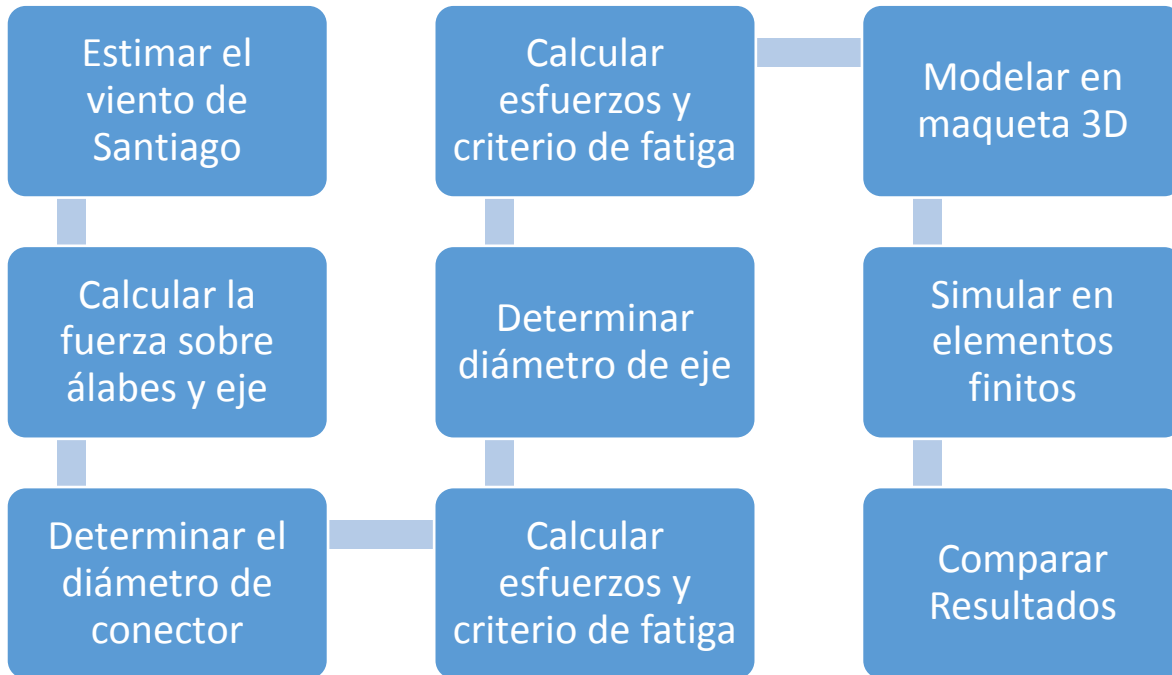 Estimar el
viento de
Santiago
Calcular la
fuerza sobre
álabes y eje
Determinar el
diámetro de
conector
Calcular
esfuerzos y
criterio de fatiga
Determinar
diámetro de eje
Calcular
esfuerzos y
criterio de fatiga
Modelar en
maqueta 3D
Simular en
elementos
finitos
Comparar
Resultados